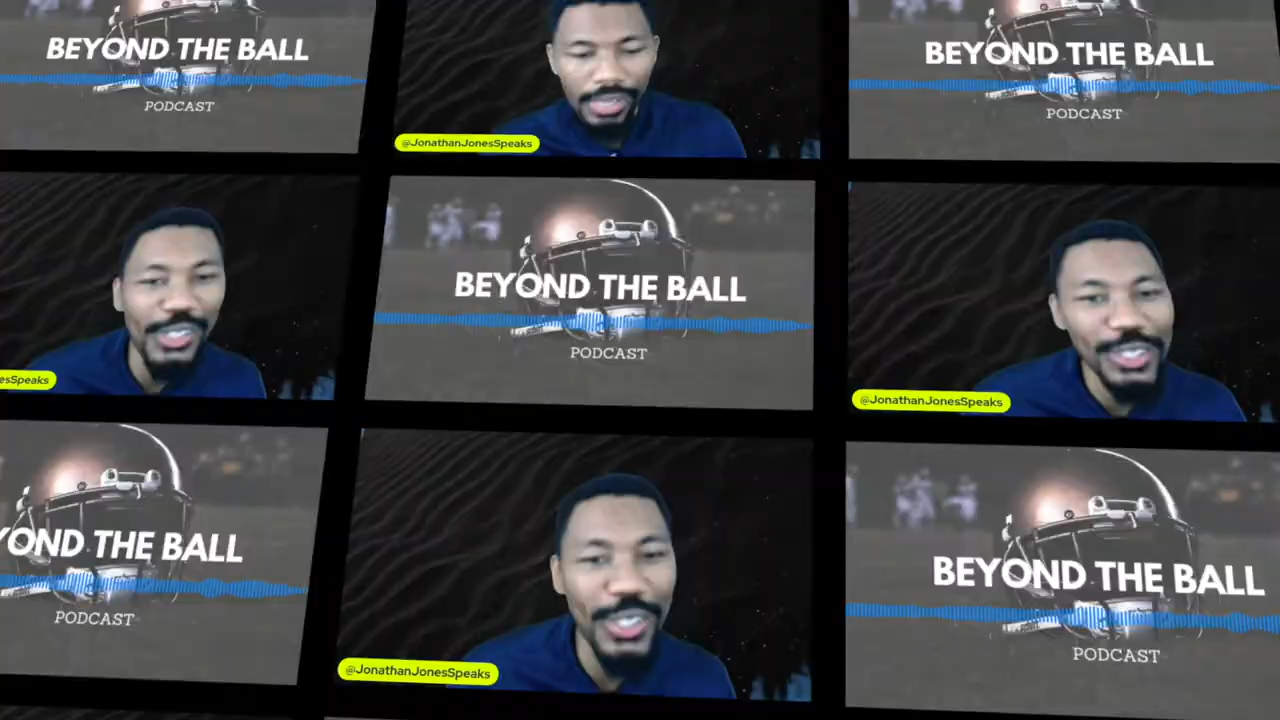 BEYOND THE BALL
PODCAST
@JonathanJonesSpeaks
BEYOND THE BALL
PODCAST
esSpeaks
BEYOND THE BALL
PODCAST
@JonathanJonesSpeaks
YOND THE BALL
PODCAST
@JonathanJonesSpeaks
BEYOND THE BALL
PODCAST